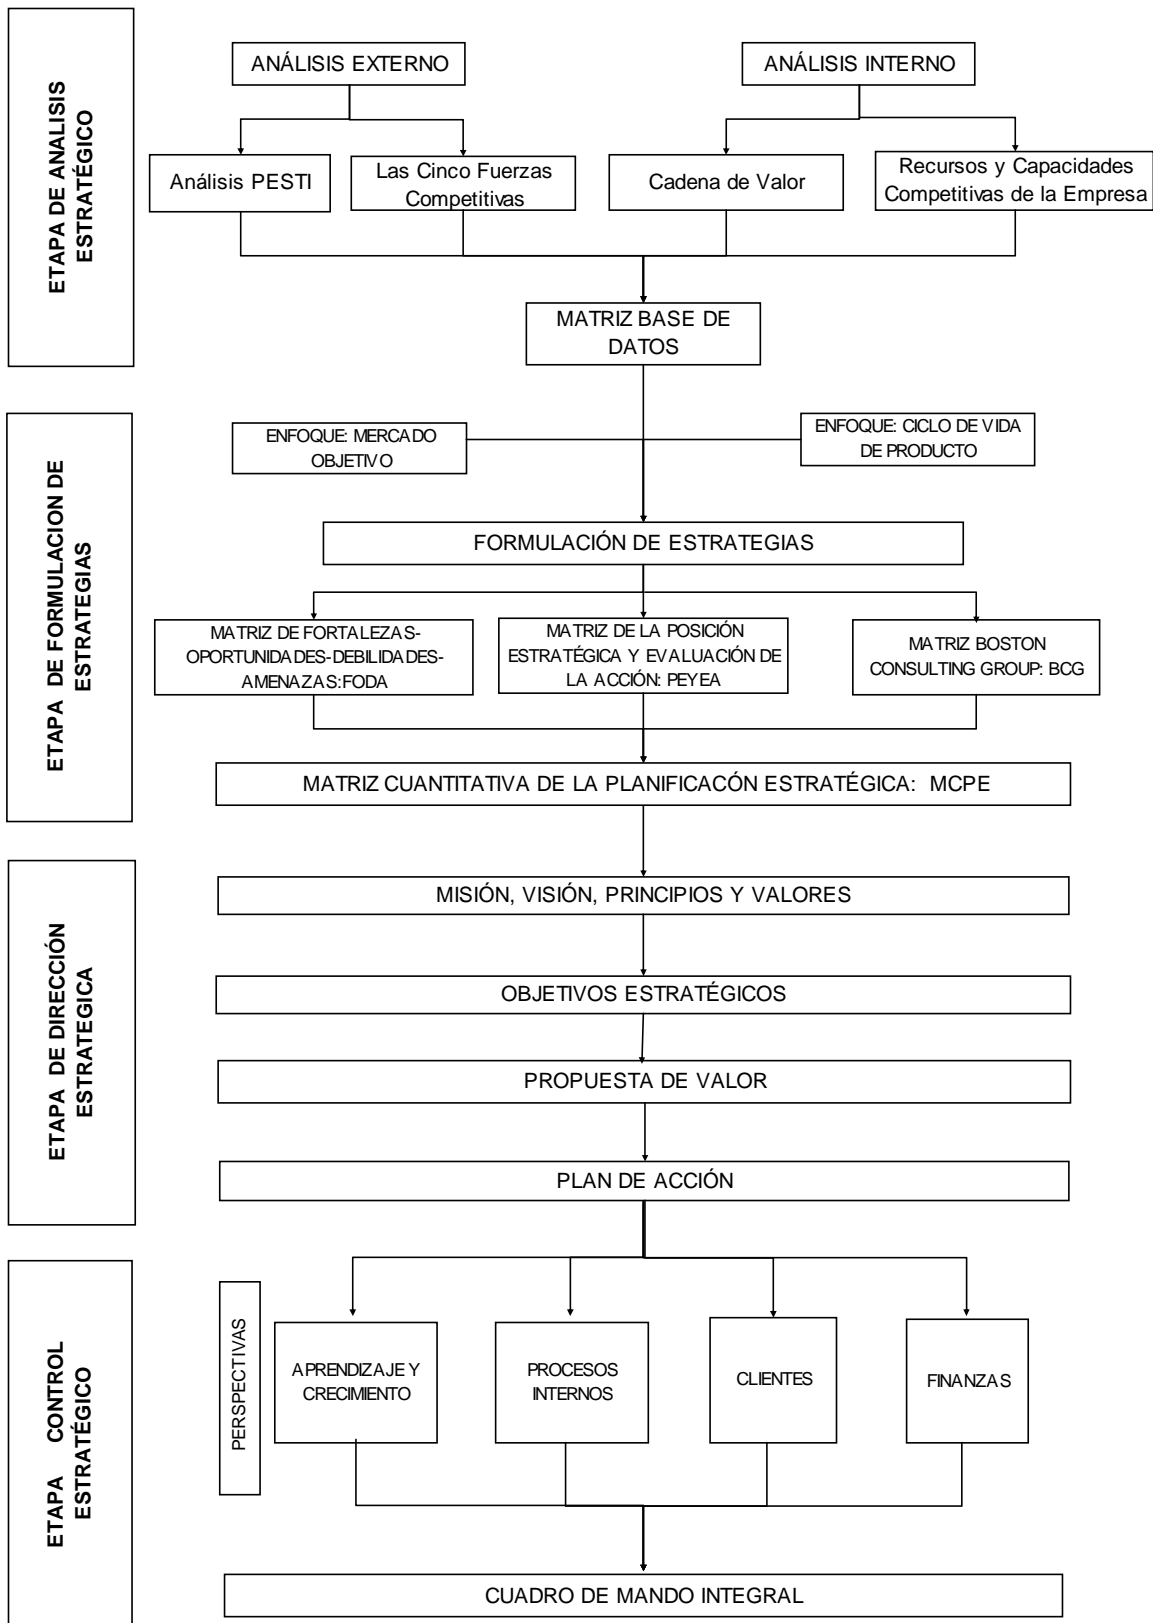 ETAPA DE ANALISIS
ESTRATÉGICO
ANÁLISIS EXTERNO
ANÁLISIS INTERNO
Análisis PESTI
Las Cinco Fuerzas
Competitivas
Cadena de Valor
Recursos y Capacidades
Competitivas de la Empresa
MATRIZ BASE DE
DATOS
ETAPA DE FORMULACION DE
ESTRATEGIAS
ENFOQUE: MERCADO
OBJETIVO
ENFOQUE: CICLO DE VIDA
DE PRODUCTO
FORMULACIÓN DE ESTRATEGIAS
MATRIZ DE FORTALEZAS-
OPORTUNIDADES-DEBILIDADES-
AMENAZAS:FODA
MATRIZ DE LA POSICIÓN
ESTRATÉGICA Y EVALUACIÓN DE
LA ACCIÓN: PEYEA
MATRIZ BOSTON
CONSULTING GROUP: BCG
MATRIZ CUANTITATIVA DE LA PLANIFICACÓN ESTRATÉGICA: MCPE
ETAPA DE DIRECCIÓN
ESTRATEGICA
MISIÓN, VISIÓN, PRINCIPIOS Y VALORES
OBJETIVOS ESTRATÉGICOS
PROPUESTA DE VALOR
PLAN DE ACCIÓN
ETAPA CONTROL
ESTRATÉGICO
PERSPECTIVAS
APRENDIZAJE Y
CRECIMIENTO
PROCESOS
INTERNOS
CLIENTES
FINANZAS
CUADRO DE MANDO INTEGRAL